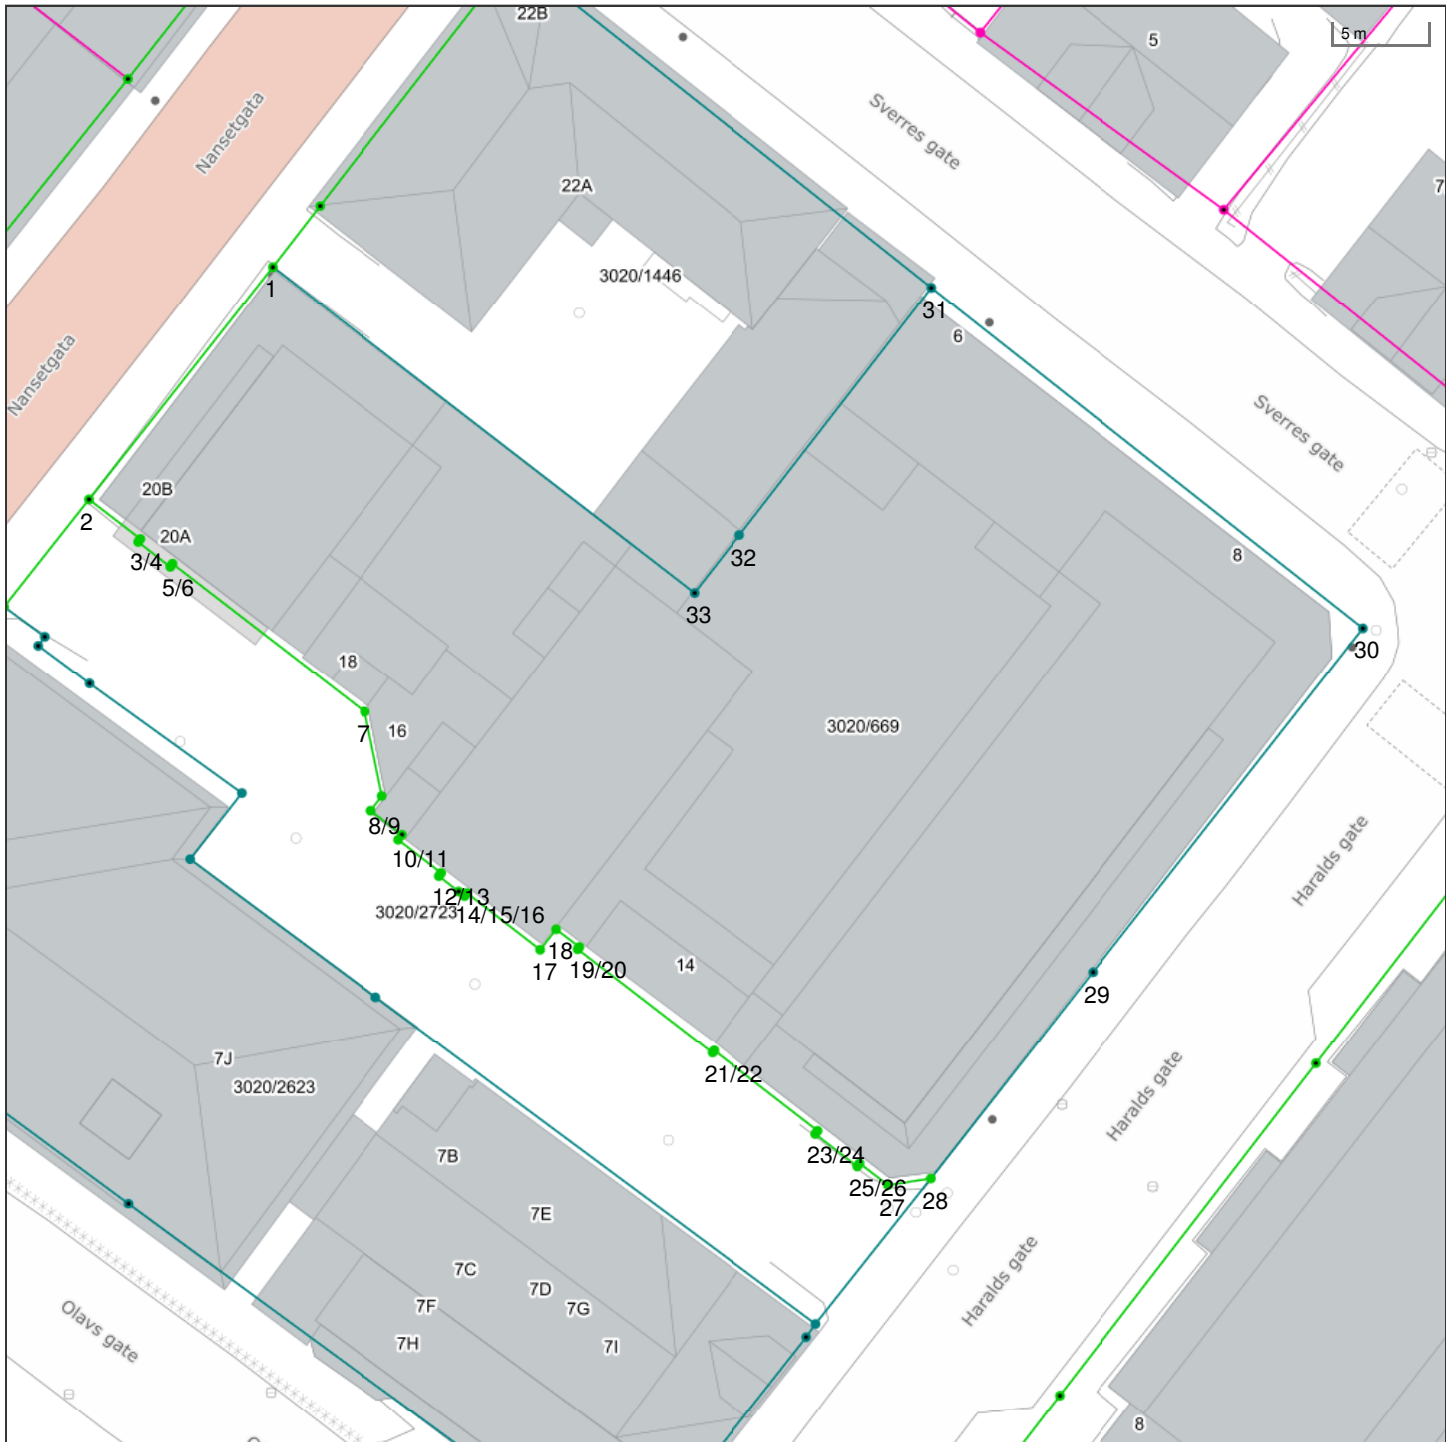 22B
5
5 m
Nansetgata
Sverres gate
22A
7
3020/1446
1
31
6
Nansetgata
Sverres gate
20B
2
20A
3/4
5/6
32
8
33
18
30
7
16
3020/669
8/9
10/11
Haralds gate
12/13
3020/2723
14/15/16
18
17
19/20
14
29
7J
3020/2623
21/22
Haralds gate
7B
23/24
25/26
27
28
7E
Haralds gate
7C
7D
7F
7G
7H
7I
Olavs gate
8